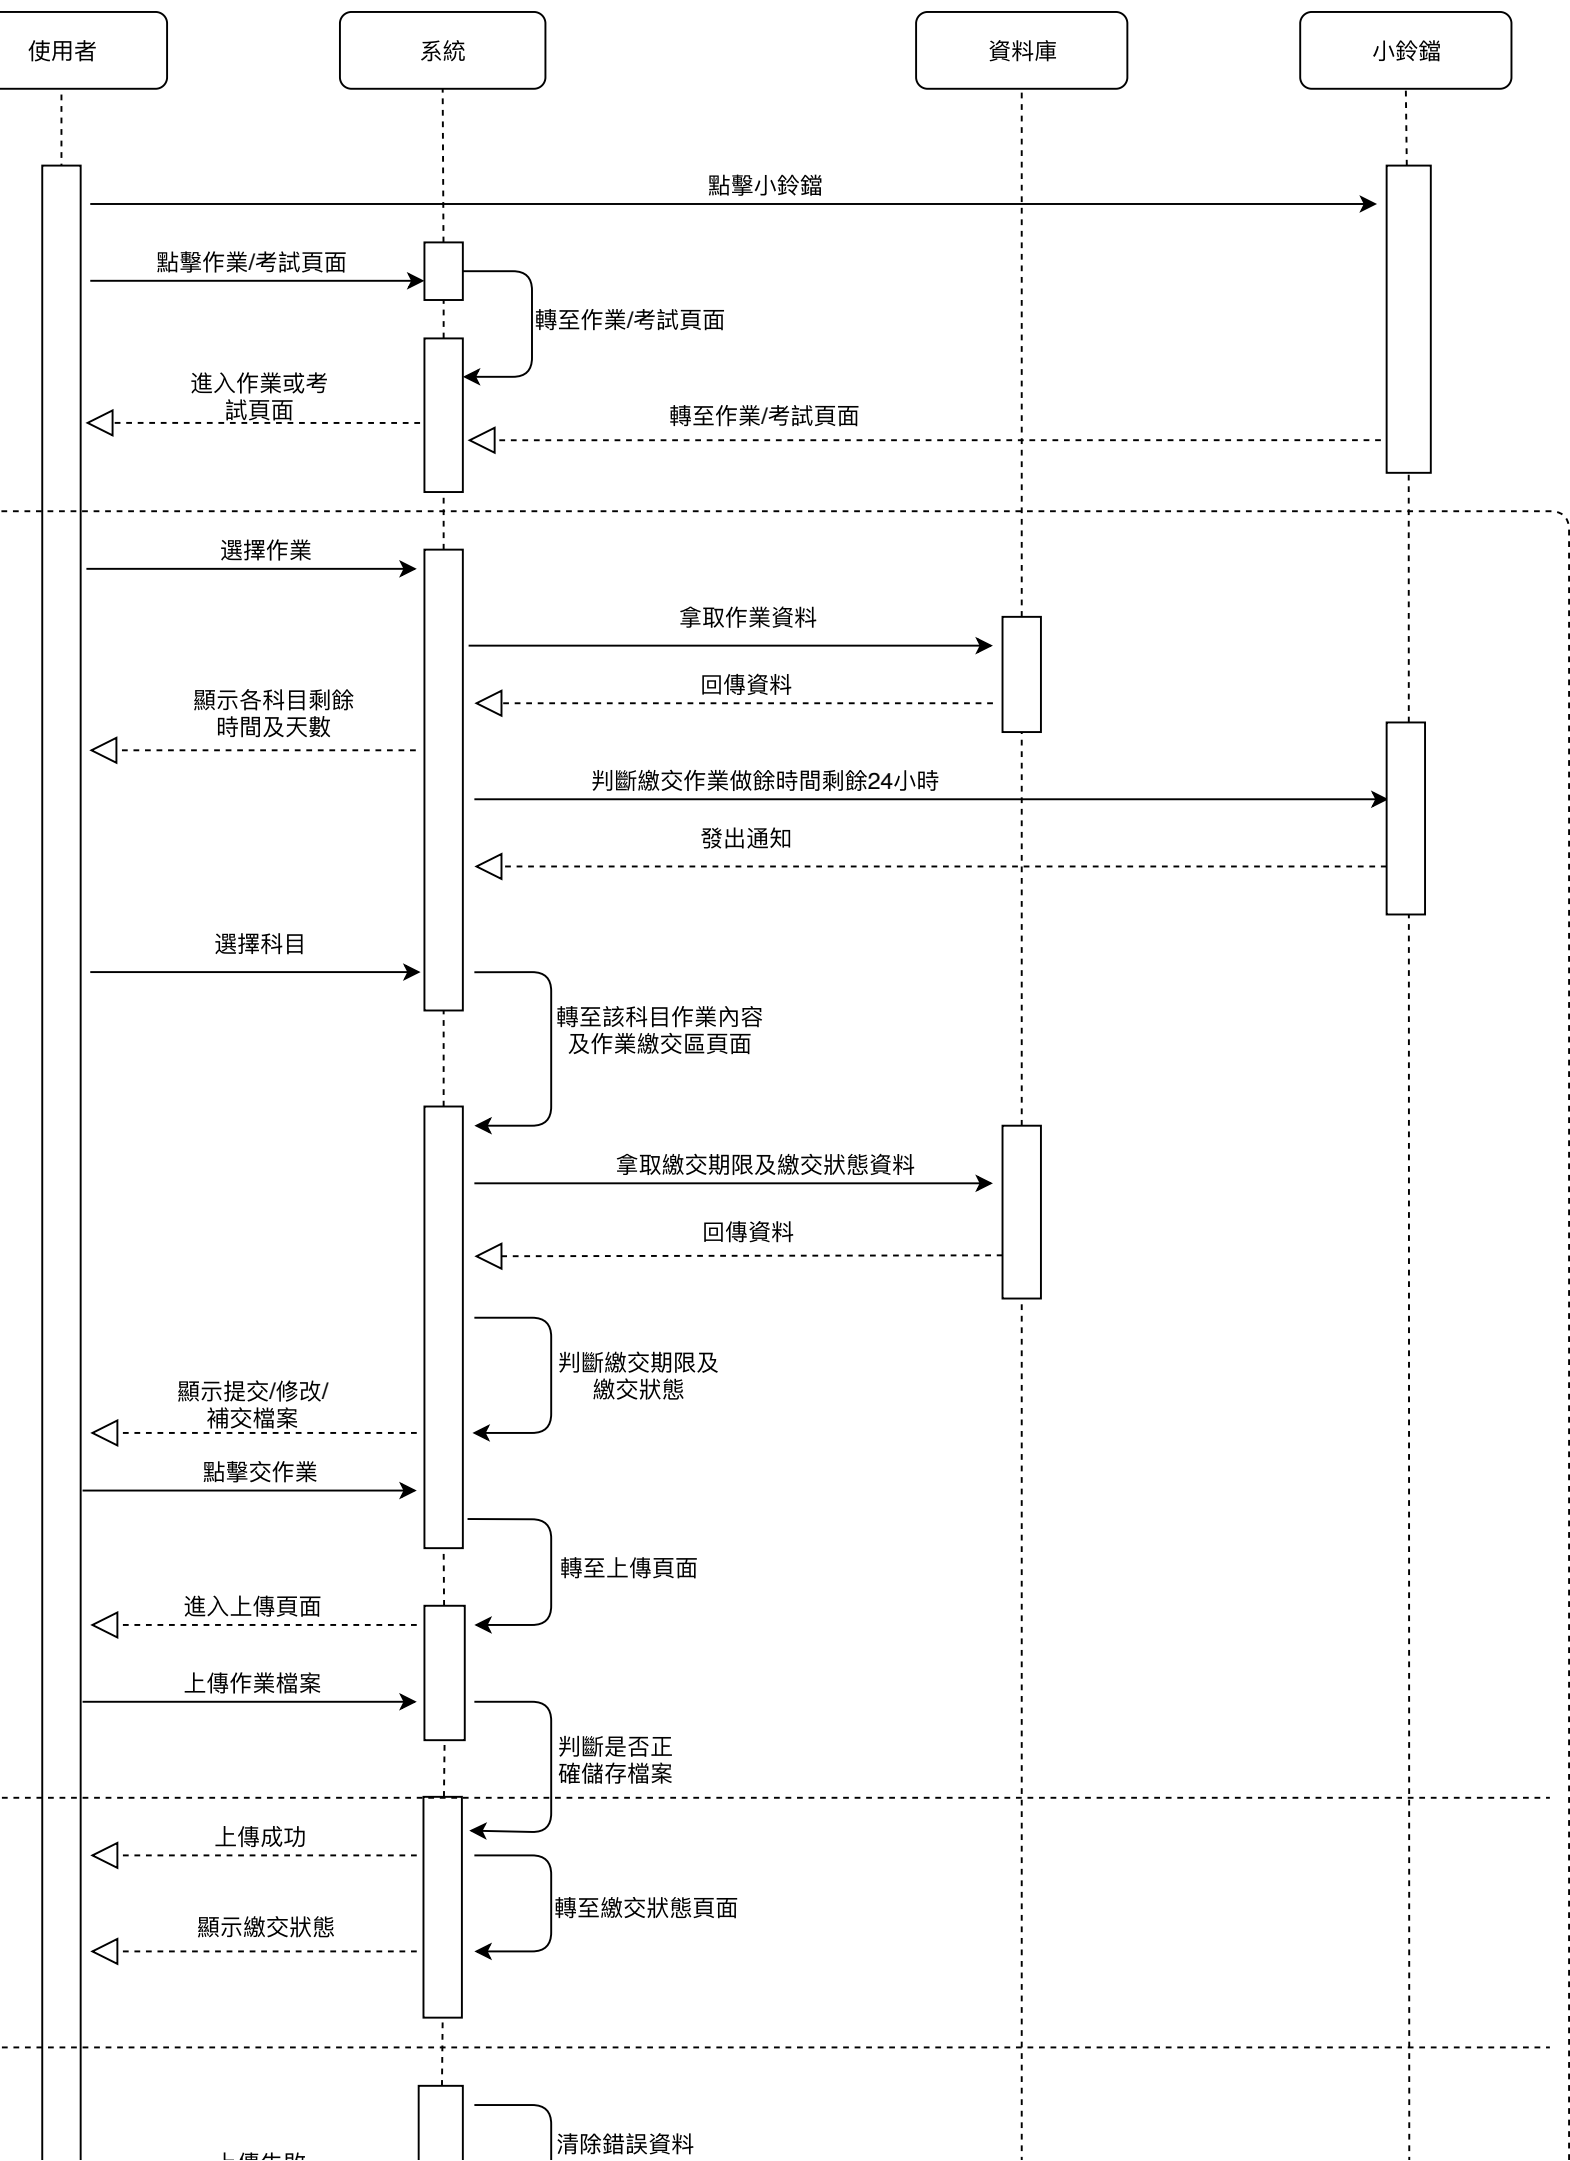 使用者
系統
資料庫
小鈴鐺
點擊小鈴鐺
點擊作業/考試頁面
轉至作業/考試頁面
進入作業或考
試頁面
轉至作業/考試頁面
選擇作業
拿取作業資料
回傳資料
顯示各科目剩餘
時間及天數
判斷繳交作業做餘時間剩餘24小時
發出通知
選擇科目
轉至該科目作業內容
及作業繳交區頁面
拿取繳交期限及繳交狀態資料
回傳資料
判斷繳交期限及
繳交狀態
顯示提交/修改/
補交檔案
點擊交作業
轉至上傳頁面
進入上傳頁面
上傳作業檔案
判斷是否正
確儲存檔案
上傳成功
轉至繳交狀態頁面
顯示繳交狀態
清除錯誤資料
上傳失敗